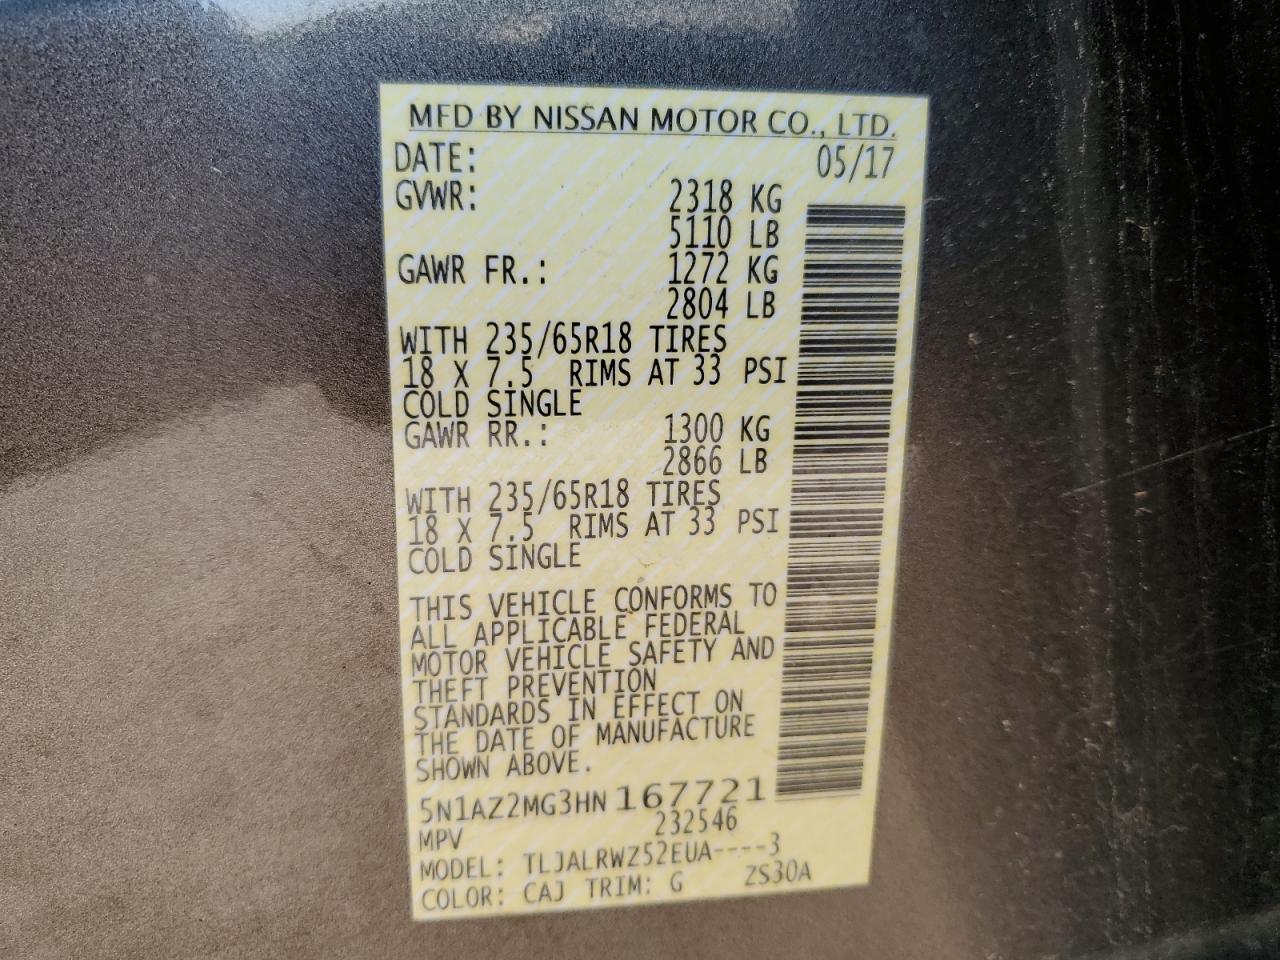 MFD BY NISSAN MOTOR CO., LTD.
DATE: 05/17
GVWR: 2318 KG
5110 LB
GAWR FR.: 1272 KG
2804 LB
WITH 235/65R18 TIRES
18 X 7.5 RIMS AT 33 PSI
COLD SINGLE
GAWR RR.: 1300 KG
2866 LB
WITH 235/65R18 TIRES
18 X 7.5 RIMS AT 33 PSI
COLD SINGLE
THIS VEHICLE CONFORMS TO
ALL APPLICABLE FEDERAL
MOTOR VEHICLE SAFETY AND
THEFT PREVENTION
STANDARDS IN EFFECT ON
THE DATE OF MANUFACTURE
SHOWN ABOVE.
5N1AZ2MG3HN167721
MPV 232546
MODEL: TLJALRWZ52EUA----3
COLOR: CAJ TRIM: G ZS30A